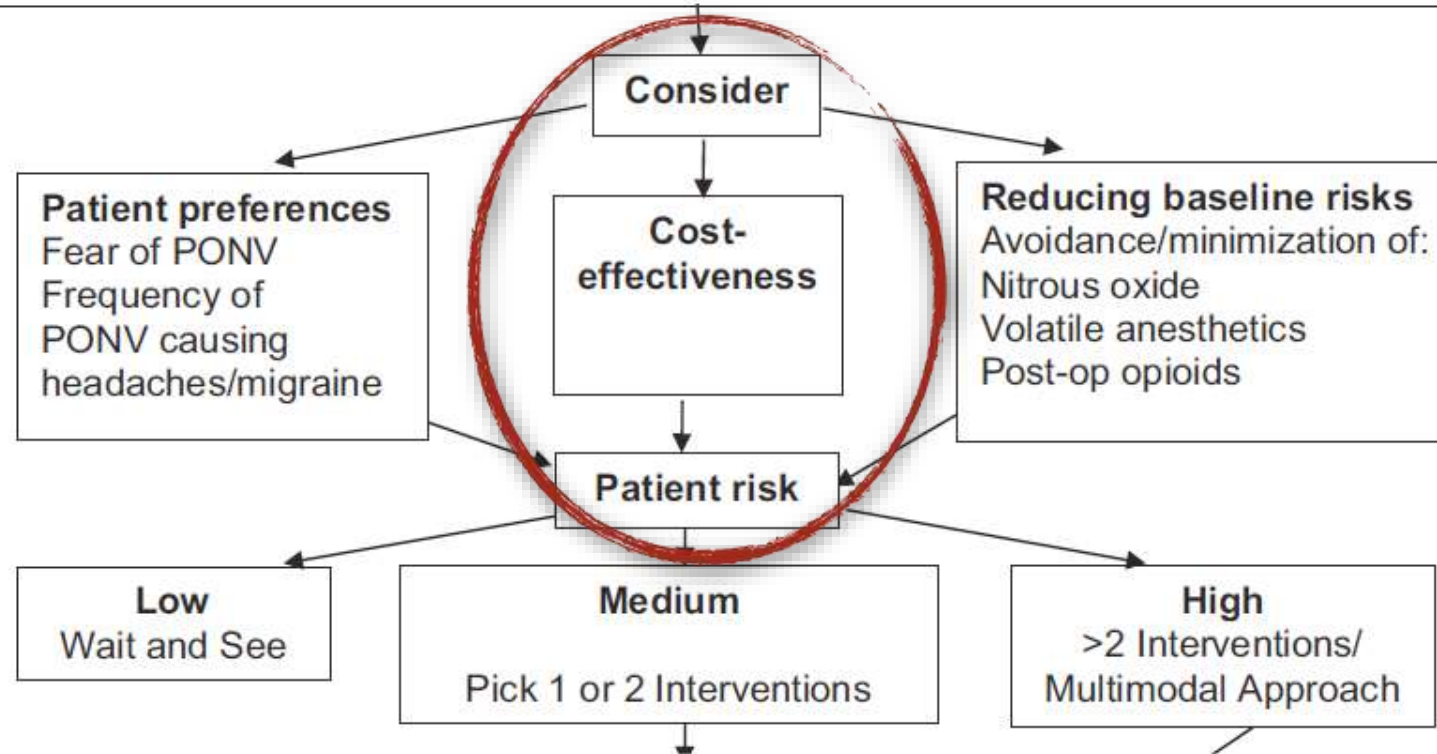 Consider
Patient preferences
Fear of PONV
Frequency of
PONV causing
headaches/migraine
Cost-
effectiveness
Reducing baseline risks
Avoidance/minimization of:
Nitrous oxide
Volatile anesthetics
Post-op opioids
Patient risk
Low
Wait and See
Medium
Pick 1 or 2 Interventions
High
>2 Interventions/
Multimodal Approach